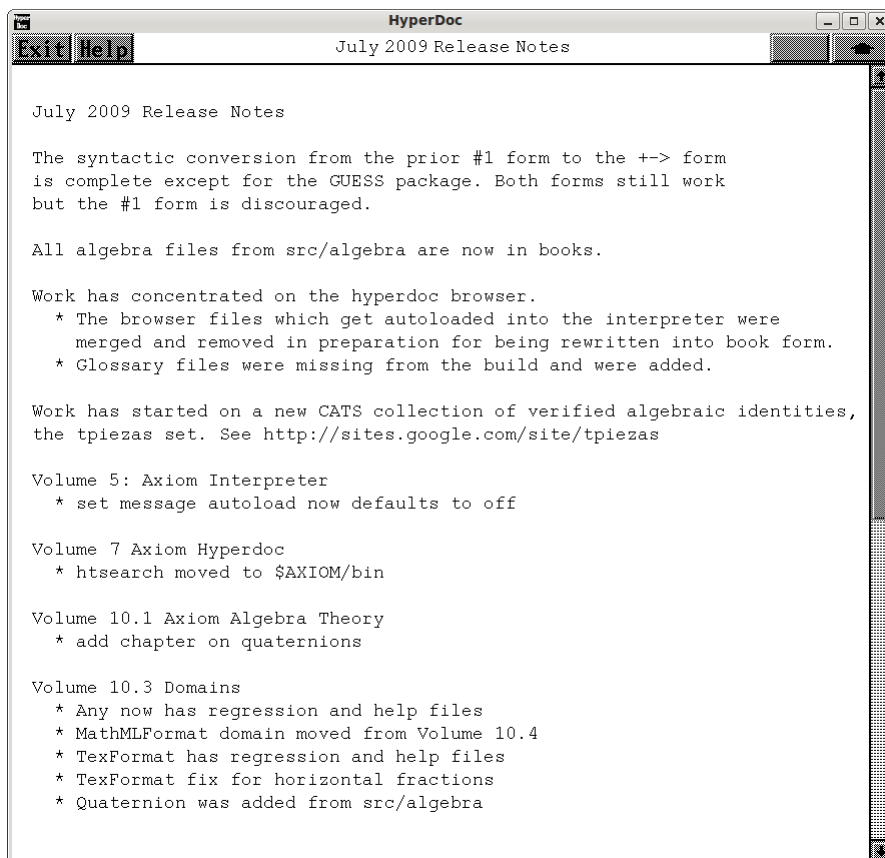 Hyper
Doc
HyperDoc
Exit Help
July 2009 Release Notes
July 2009 Release Notes
The syntactic conversion from the prior #1 form to the +-> form
is complete except for the GUESS package. Both forms still work
but the #1 form is discouraged.
All algebra files from src/algebra are now in books.
Work has concentrated on the hyperdoc browser.
* The browser files which get autoloaded into the interpreter were
merged and removed in preparation for being rewritten into book form.
* Glossary files were missing from the build and were added.
Work has started on a new CATS collection of verified algebraic identities,
the tpiezas set. See http://sites.google.com/site/tpiezas
Volume 5: Axiom Interpreter
* set message autoload now defaults to off
Volume 7 Axiom Hyperdoc
* htsearch moved to $AXIOM/bin
Volume 10.1 Axiom Algebra Theory
* add chapter on quaternions
Volume 10.3 Domains
* Any now has regression and help files
* MathMLFormat domain moved from Volume 10.4
* TexFormat has regression and help files
* TexFormat fix for horizontal fractions
* Quaternion was added from src/algebra